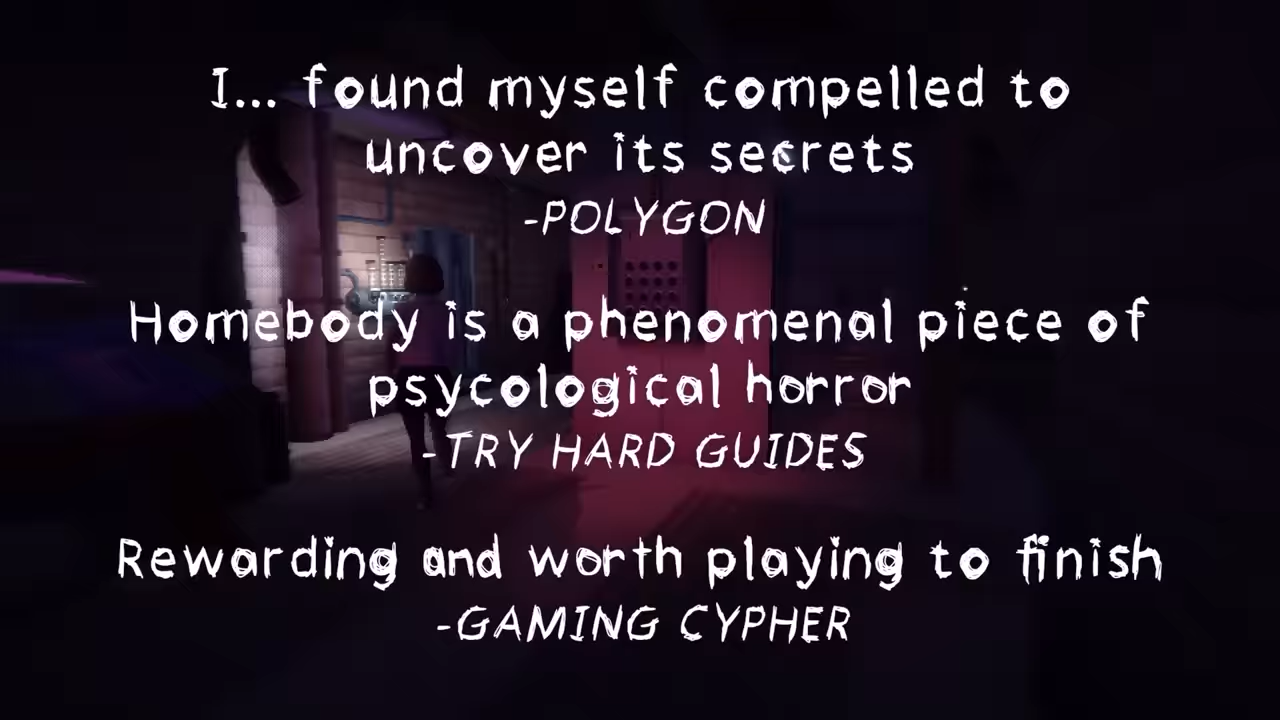 I... found myself compelled to
uncover its secrets
-POLYGON
Homebody is a phenomenal piece of
psycological horror
-TRY HARD GUIDES
Rewarding and worth playing to finish
-GAMING CYPHER